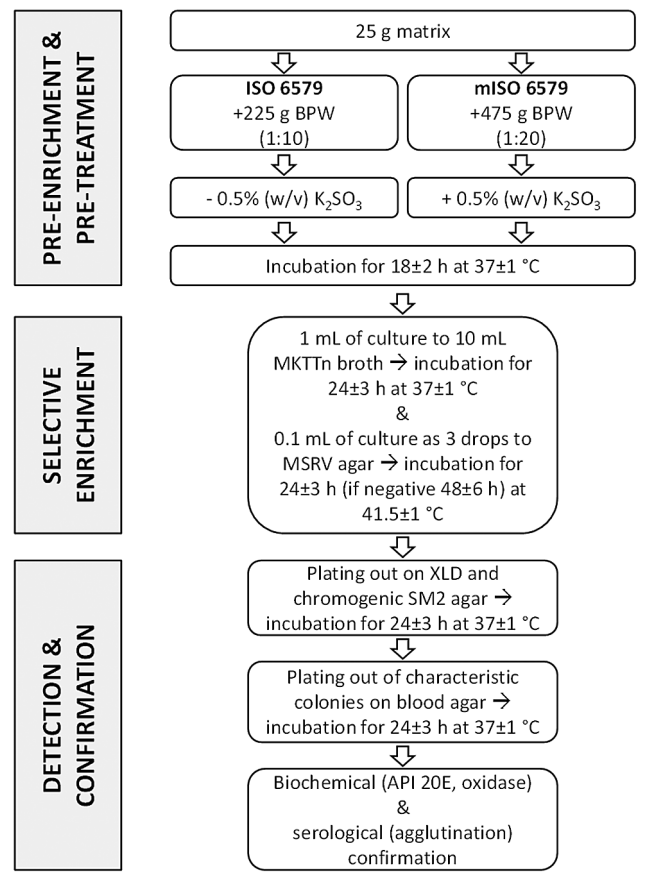 PRE-ENRICHMENT &
PRE-TREATMENT
25 g matrix
ISO 6579
+225 g BPW
(1:10)
mISO 6579
+475 g BPW
(1:20)
- 0.5% (w/v) K₂SO₃
+ 0.5% (w/v) K₂SO₃
Incubation for 18±2 h at 37±1 °C
SELECTIVE
ENRICHMENT
1 mL of culture to 10 mL
MKTTn broth → incubation for
24±3 h at 37±1 °C
&
0.1 mL of culture as 3 drops to
MSRV agar → incubation for
24±3 h (if negative 48±6 h) at
41.5±1 °C
DETECTION &
CONFIRMATION
Plating out on XLD and
chromogenic SM2 agar →
incubation for 24±3 h at 37±1 °C
Plating out of characteristic
colonies on blood agar →
incubation for 24±3 h at 37±1 °C
Biochemical (API 20E, oxidase)
&
serological (agglutination)
confirmation